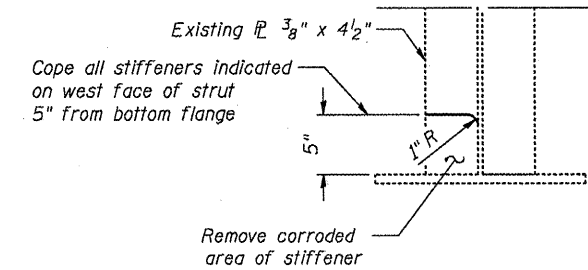 Existing ℄ 3/8" x 4 1/2"
Cope all stiffeners indicated
on west face of strut
5" from bottom flange
5"
1" R
Remove corroded
area of stiffener